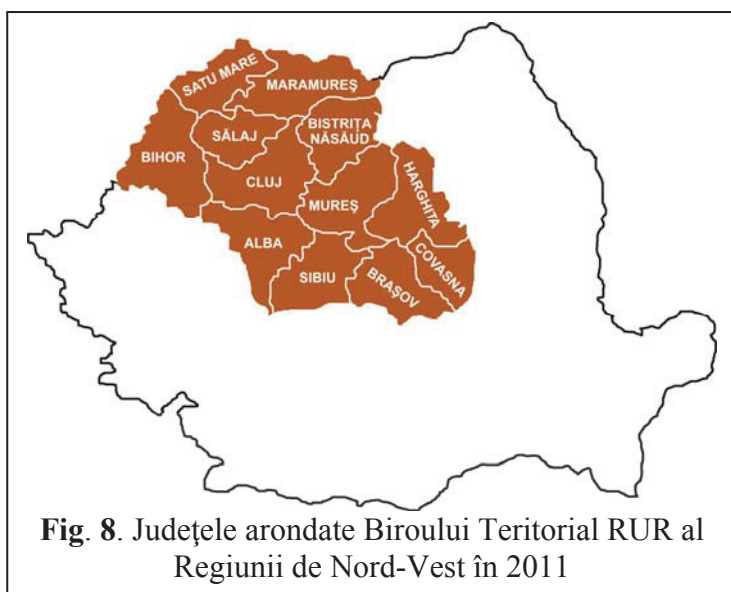 SATU MARE
MARAMUREŞ
SĂLAJ
BISTRIŢA
NĂSĂUD
BIHOR
CLUJ
MUREŞ
HARGHITA
ALBA
SIBIU
BRAŞOV
COVASNA
Fig. 8. Judeţele arondate Biroului Teritorial RUR al
Regiunii de Nord-Vest în 2011